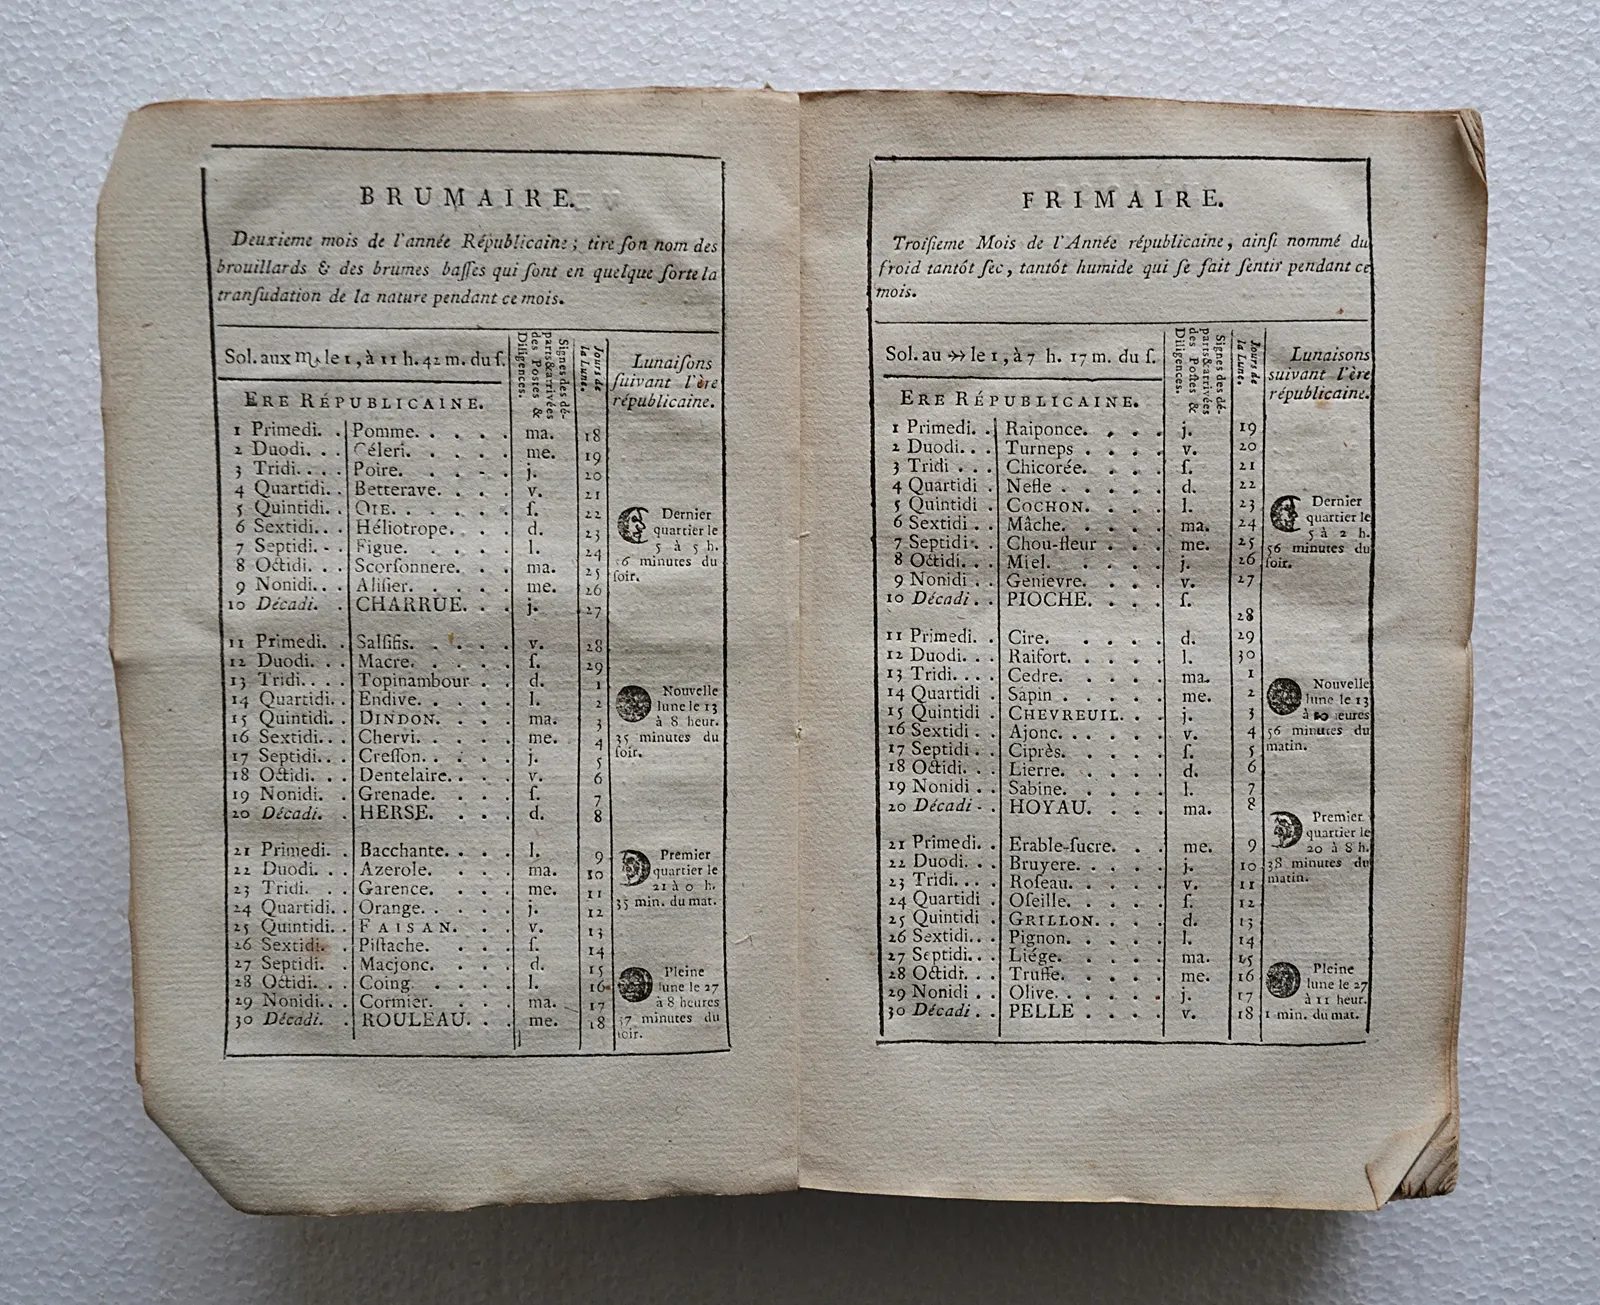 BRUMAIRE.
Deuxieme mois de l'année Républicaine; tire ſon nom des
brouillards & des brumes baſſes qui ſont en quelque ſorte la
tranſudation de la nature pendant ce mois.
Sol. aux ♏ le 1, à 11 h. 42 m. du ſ.
Signes des dé-
parts & arrivées
des Poſtes &
Diligences.
Jours de
la Lune.
Lunaiſons
ſuivant l'ère
républicaine.
ERE RÉPUBLICAINE.
1 Primedi. . Pomme. . . . . ma. 18
2 Duodi. . . Céleri. . . . . me. 19
3 Tridi. . . . Poire. . . . - . j. 20
4 Quartidi. . Betterave. . . . v. 21
5 Quintidi. . OIE. . . . . . ſ. 22
6 Sextidi. . . Héliotrope. . . . d. 23
7 Septidi. - . Figue. . . . . l. 24
8 Octidi. . . Scorſonnere. . . . ma. 25
9 Nonidi. . . Aliſier. . . . . me. 26
10 Décadi. . CHARRUE. . . j. 27
Dernier
quartier le
5 à 5 h.
56 minutes du
ſoir.
11 Primedi. . Salſifis. . . . . v. 28
12 Duodi. . . Macre. . . . . ſ. 29
13 Tridi. . . . Topinambour . . d. 1
14 Quartidi. . Endive. . . . . l. 2
15 Quintidi. . DINDON. . . . ma. 3
16 Sextidi. . . Chervi. . . . . me. 4
17 Septidi. . . Creſſon. . . . . j. 5
18 Octidi. . . Dentelaire. . . . v. 6
19 Nonidi. . Grenade. . . . ſ. 7
20 Décadi. . HERSE. . . . d. 8
Nouvelle
lune le 13
à 8 heur.
35 minutes du
ſoir.
21 Primedi. . Bacchante. . . . l. 9
22 Duodi. . . Azerole. . . . ma. 10
23 Tridi. . . Garence. . . . me. 11
24 Quartidi. . Orange. . . . . j. 12
25 Quintidi. . FAISAN. . . v. 13
26 Sextidi. . Piſtache. . . . ſ. 14
27 Septidi. . Macjonc. . . . d. 15
28 Octidi. . . Coing. . . . . l. 16
29 Nonidi. . . Cormier. . . . ma. 17
30 Décadi. . ROULEAU. . . me. 18
Premier
quartier le
21 à 0 h.
35 min. du mat.
Pleine
lune le 27
à 8 heures
37 minutes du
ſoir.
FRIMAIRE.
Troiſieme Mois de l'Année républicaine, ainſi nommé du
froid tantôt ſec, tantôt humide qui ſe fait ſentir pendant ce
mois.
Sol. au ➳ le 1, à 7 h. 17 m. du ſ.
Signes des dé-
parts & arrivées
des Poſtes &
Diligences.
Jours de
la Lune.
Lunaisons
suivant l'ère
républicaine.
ERE RÉPUBLICAINE.
1 Primedi. . Raiponce. . . . . j. 19
2 Duodi. . . Turneps . . . . v. 20
3 Tridi . . . Chicorée. . . . ſ. 21
4 Quartidi . Nefle . . . . . d. 22
5 Quintidi . COCHON. . . . l. 23
6 Sextidi . . Mâche. . . . . ma. 24
7 Septidi . . Chou-fleur . . . me. 25
8 Octidi. . . Miel. . . . . j. 26
9 Nonidi . . Genievre. . . . v. 27
10 Décadi . . PIOCHE. . . . ſ. 28
Dernier
quartier le
5 à 2 h.
56 minutes du
ſoir.
11 Primedi. . Cire. . . . . d. 29
12 Duodi. . . Raifort. . . . . l. 30
13 Tridi. . . . Cedre. . . . . ma. 1
14 Quartidi . Sapin . . . . . me. 2
15 Quintidi . CHEVREUIL. . . j. 3
16 Sextidi. . . Ajonc. . . . . . v. 4
17 Septidi . . Ciprès. . . . . ſ. 5
18 Octidi. . . Lierre. . . . . d. 6
19 Nonidi . . Sabine. . . . . l. 7
20 Décadi - . HOYAU. . . . ma. 8
Nouvelle
lune le 13
à 10 heures
56 minutes du
matin.
21 Primedi . . Erable-ſucre. . . me. 9
22 Duodi. . . Bruyere. . . . . j. 10
23 Tridi. . . . Roſeau. . . . . v. 11
24 Quartidi . Oſeille. . . . . ſ. 12
25 Quintidi . GRILLON. . . . d. 13
26 Sextidi. . . Pignon. . . . . l. 14
27 Septidi. . . Liége. . . . . ma. 15
28 Octidi. . . Truffe. . . . . me. 16
29 Nonidi . . Olive. . . . . . j. 17
30 Décadi . . PELLE . . . . v. 18
Premier
quartier le
20 à 8 h.
38 minutes du
matin.
Pleine
lune le 27
à 11 heur.
1 min. du mat.